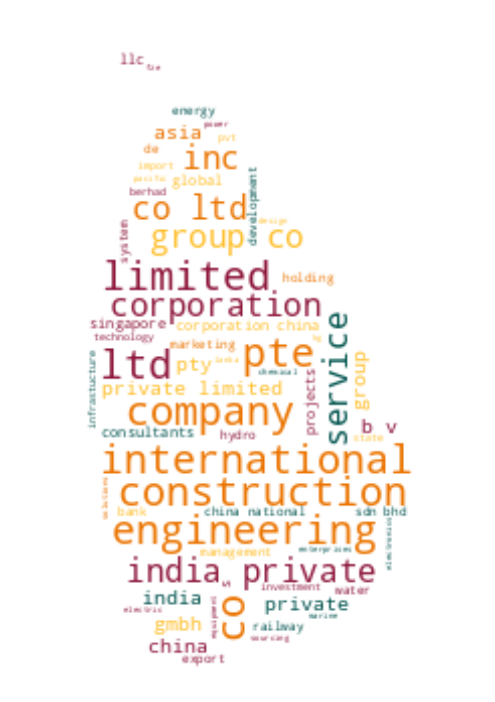 llc
energy
power
asia
pvt
de
inc
import
pacific
global
berhad
development
co ltd
design
system
group co
limited
holding
corporation
singapore
corporation china
technology
marketing
service
pte
ltd
pty
lanka
chemical
infrastructure
private limited
projects
group
company
b v
consultants
hydro
state
international
construction
solutions
bank
china national
sdn bhd
engineering
electronics
enterprises
management
india private
s
investment
water
india
co
private
electric
equipment
marine
gmbh
railway
sourcing
china
export